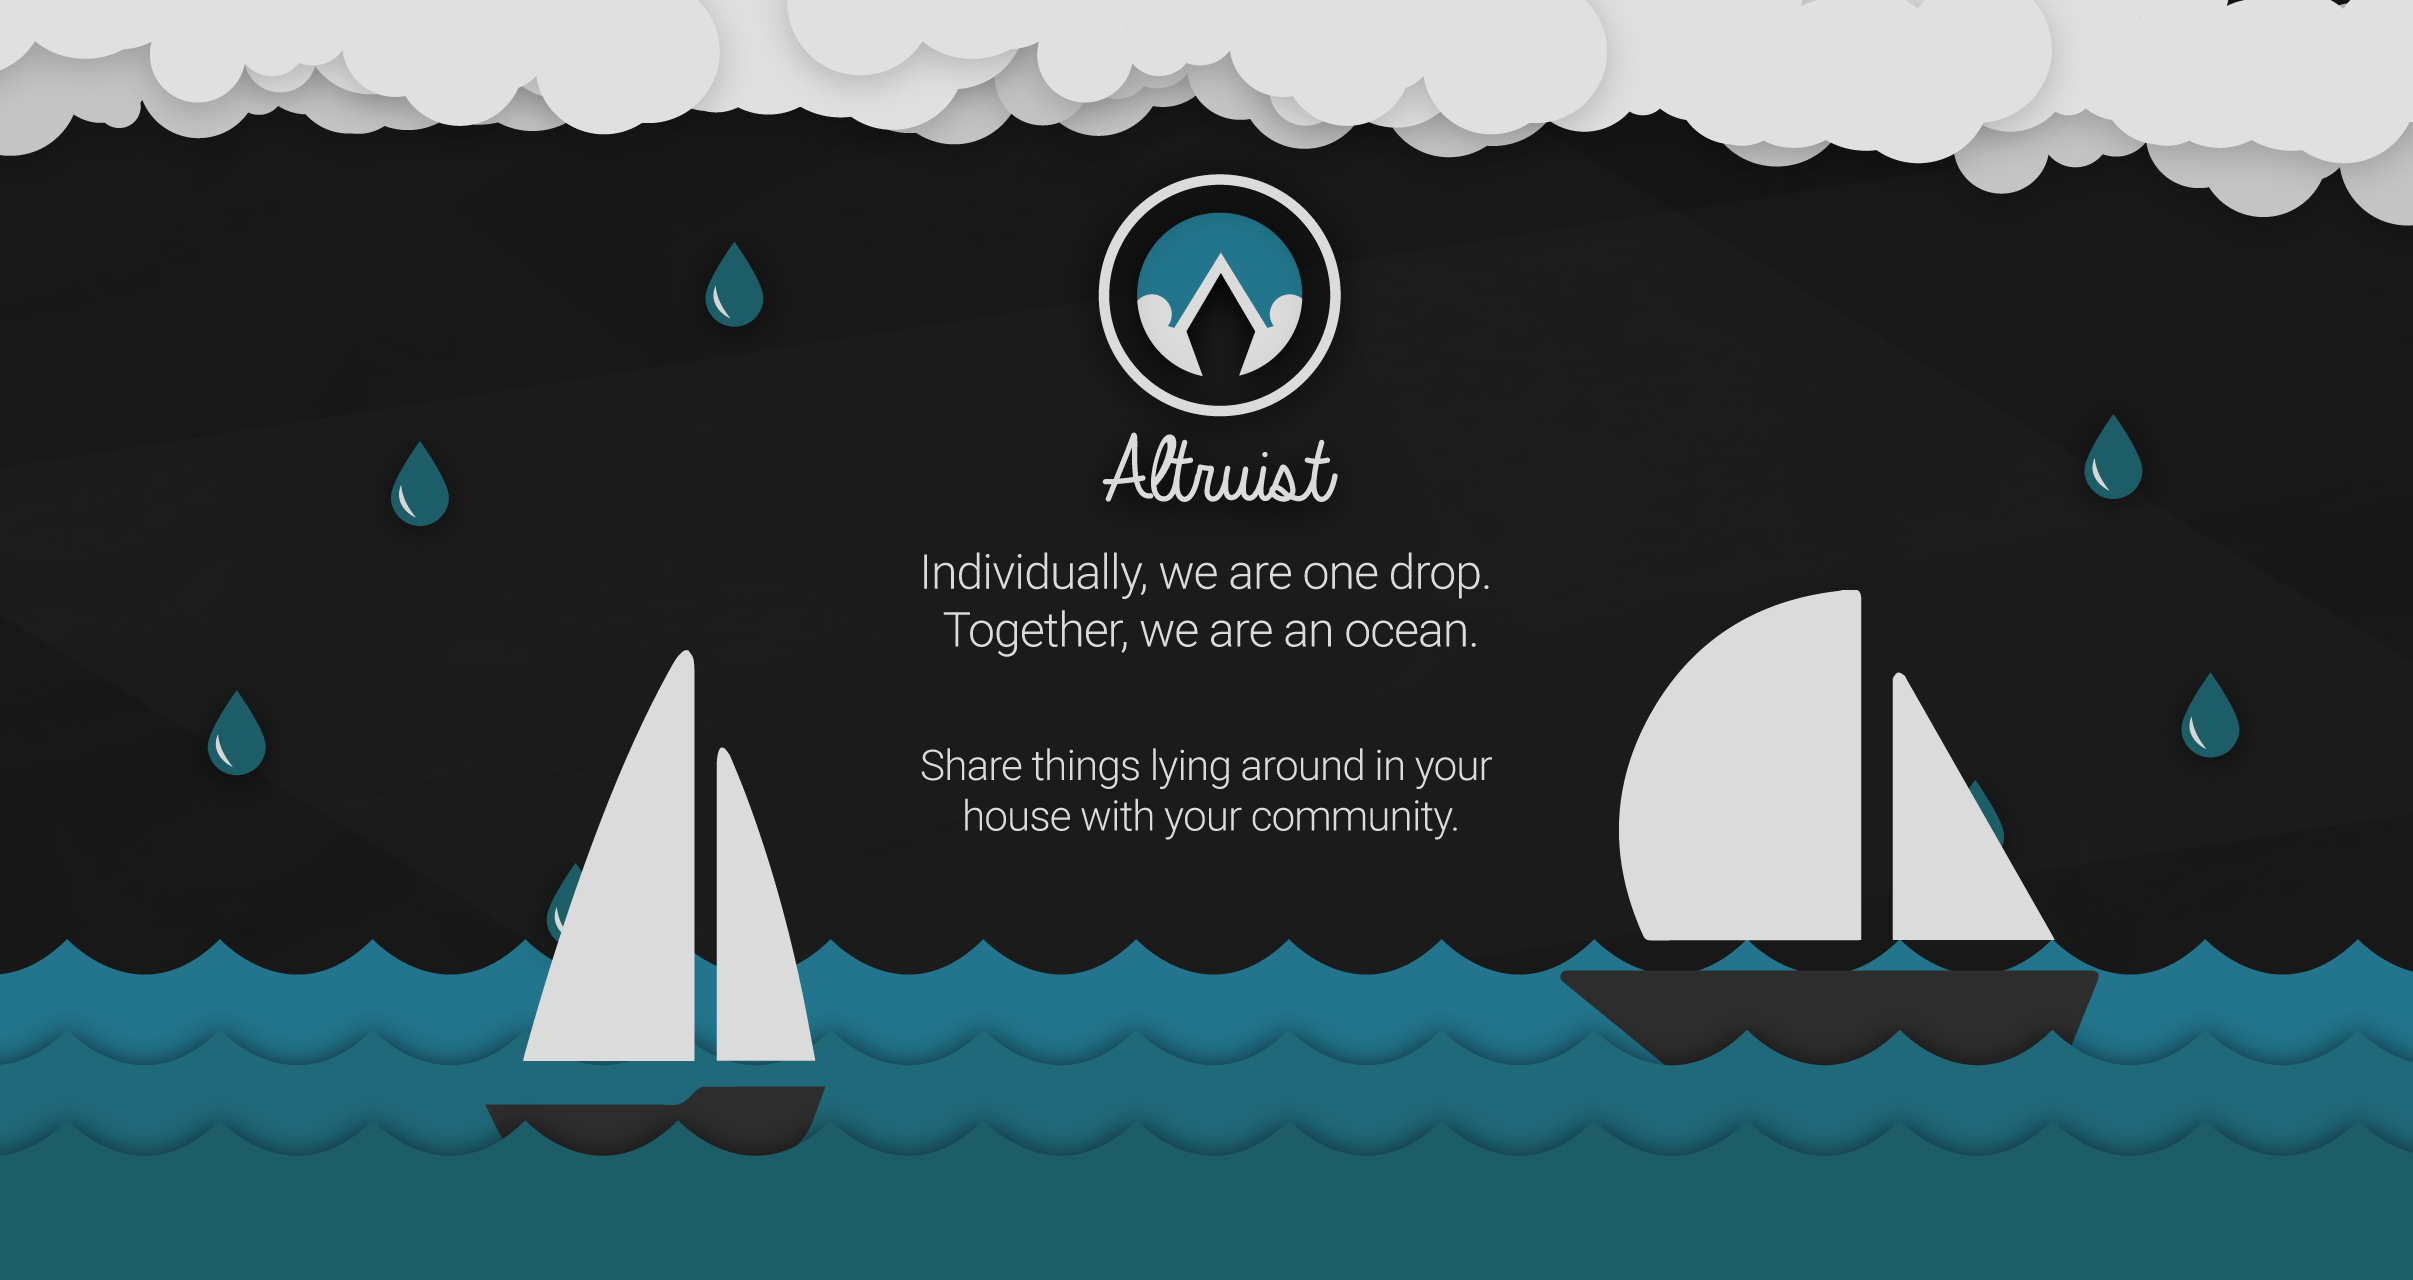 Altruist
Individually, we are one drop.
Together, we are an ocean.
Share things lying around in your
house with your community.